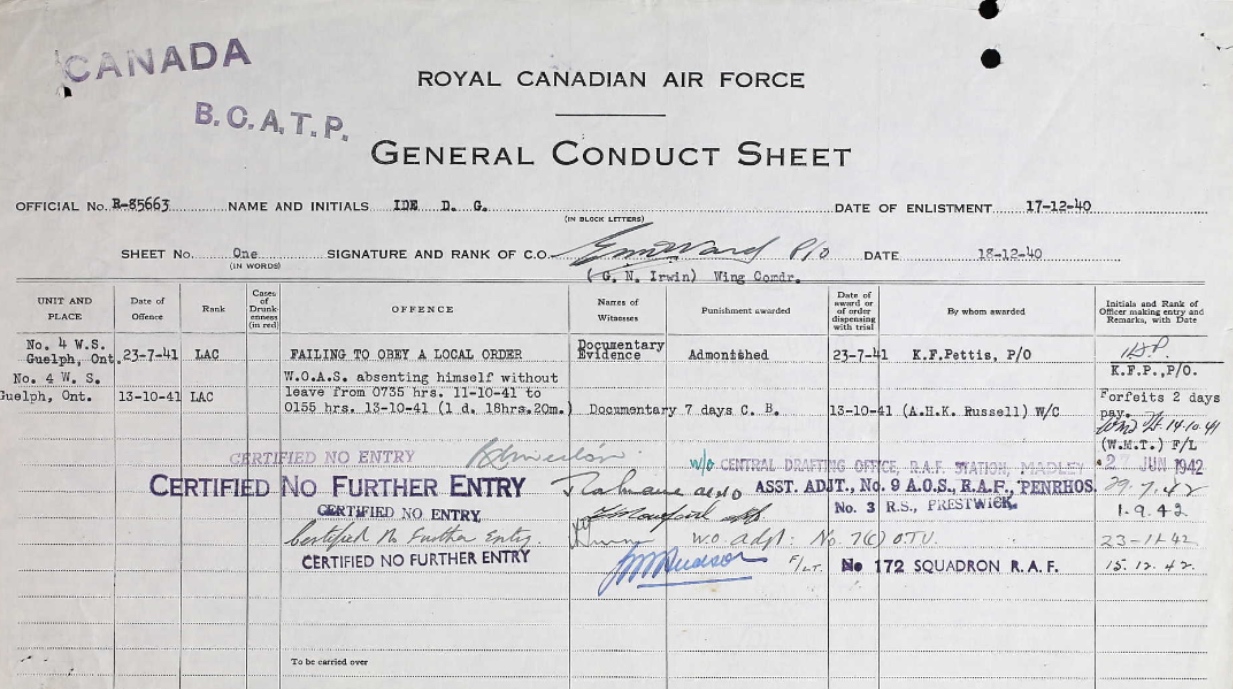 CANADA
B.C.A.T.P.
ROYAL CANADIAN AIR FORCE
GENERAL CONDUCT SHEET
OFFICIAL No. R-85663 NAME AND INITIALS IDE D. G. (IN BLOCK LETTERS) DATE OF ENLISTMENT 17-12-40
SHEET No. One (IN WORDS) SIGNATURE AND RANK OF C.O. P/O DATE 18-12-40
(G. N. Irwin) Wing Comdr.
UNIT AND PLACE Date of Offence Rank Cases of Drunkenness (in red) OFFENCE Names of Witnesses Punishment awarded Date of award or of order dispensing with trial By whom awarded Initials and Rank of Officer making entry and Remarks, with Date
No. 4 W.S. Guelph, Ont. 23-7-41 LAC FAILING TO OBEY A LOCAL ORDER Documentary Evidence Admonished 23-7-41 K.F.Pettis, P/O
K.F.P.,P/O.
No. 4 W. S. W.O.A.S. absenting himself without
Guelph, Ont. 13-10-41 LAC leave from 0735 hrs. 11-10-41 to Forfeits 2 days
0155 hrs. 13-10-41 (1 d. 18hrs.20m.) Documentary 7 days C. B. 13-10-41 (A.H.K. Russell) W/C pay.
14.10.41
(W.M.T.) F/L
CERTIFIED NO ENTRY w/o CENTRAL DRAFTING OFFICE, R.A.F. STATION, MADLEY 2 JUN 1942
CERTIFIED NO FURTHER ENTRY ASST. ADJT., No. 9 A.O.S., R.A.F., PENRHOS. 29.7.42
CERTIFIED NO ENTRY No. 3 R.S., PRESTWICK. 1.9.42
Certified No Further Entry. w.o. adjt: No. 7(c) OTU. 23-11-42
CERTIFIED NO FURTHER ENTRY F/LT. No 172 SQUADRON R.A.F. 15.12.42.
To be carried over